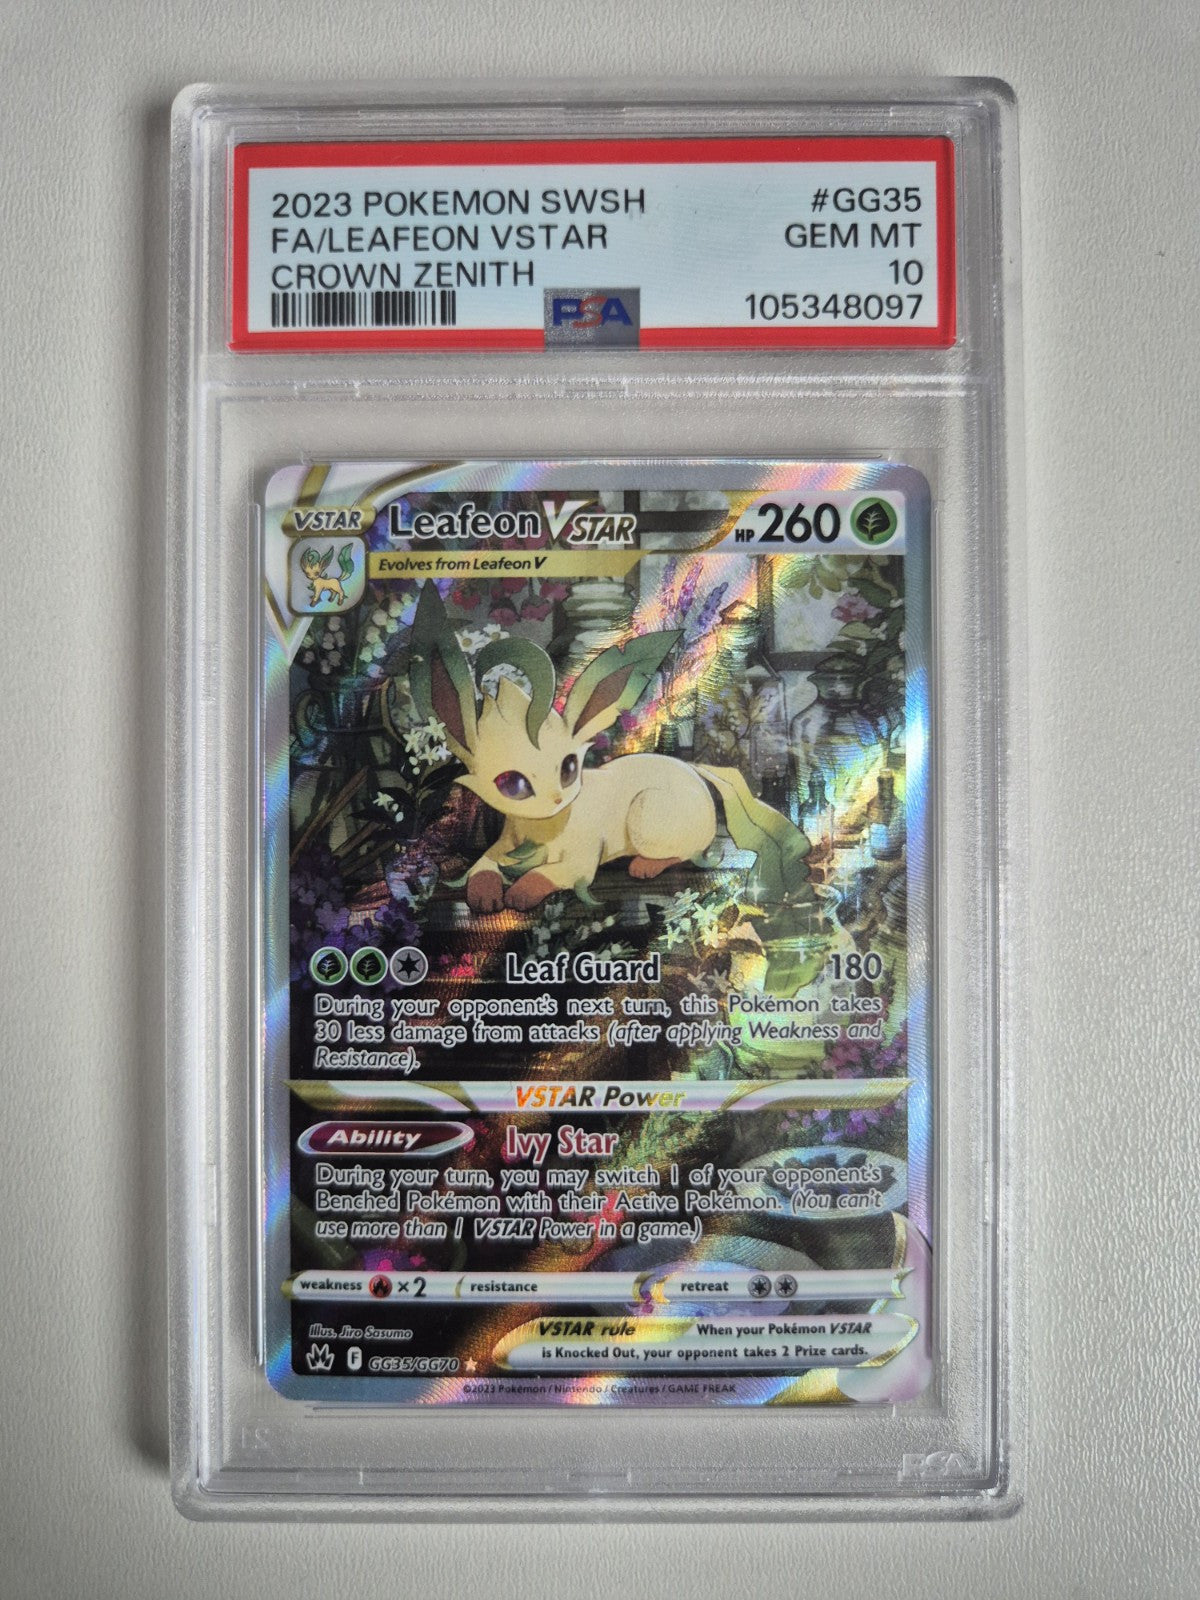 2023 POKEMON SWSH #GG35
FA/LEAFEON VSTAR GEM MT
CROWN ZENITH 10
PSA 105348097
VSTAR Leafeon VSTAR HP 260
Evolves from Leafeon V
Leaf Guard 180
During your opponent's next turn, this Pokémon takes
30 less damage from attacks (after applying Weakness and
Resistance).
VSTAR Power
Ability Ivy Star
During your turn, you may switch 1 of your opponent's
Benched Pokémon with their Active Pokémon. (You can't
use more than 1 VSTAR Power in a game.)
weakness ×2 resistance retreat
Illus. Jiro Sasumo
VSTAR rule When your Pokémon VSTAR
is Knocked Out, your opponent takes 2 Prize cards.
F GG35/GG70
©2023 Pokémon / Nintendo / Creatures / GAME FREAK
PSA